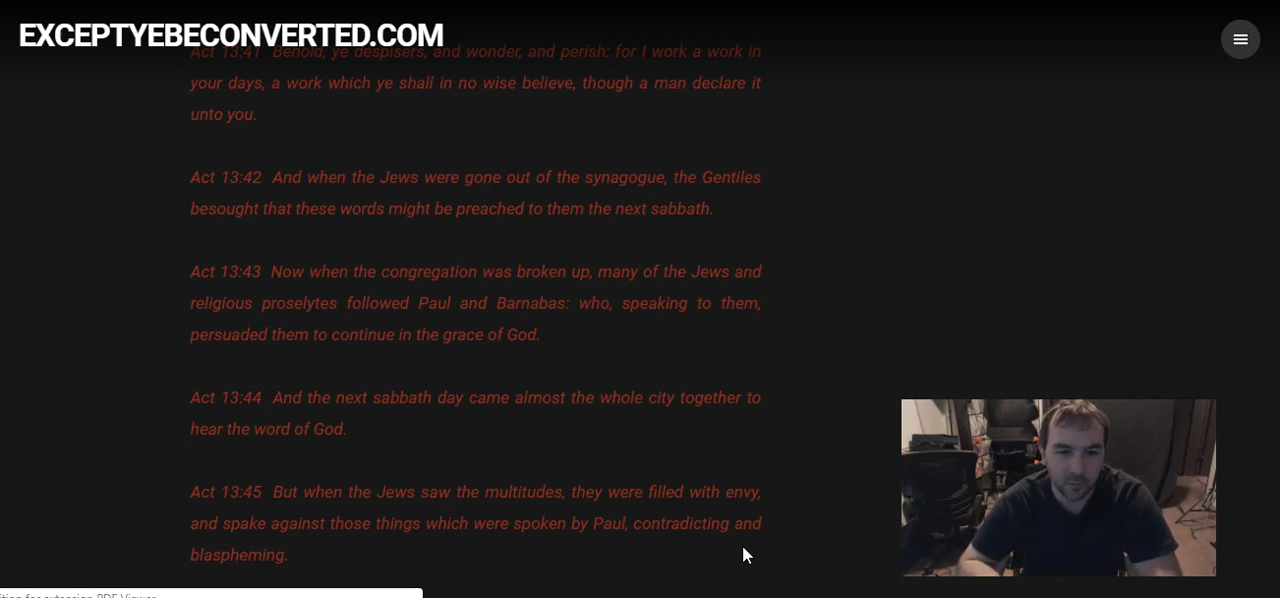 EXCEPTYEBECONVERTED.COM
Act 13:41 Behold, ye despisers, and wonder, and perish: for I work a work in
your days, a work which ye shall in no wise believe, though a man declare it
unto you.
Act 13:42 And when the Jews were gone out of the synagogue, the Gentiles
besought that these words might be preached to them the next sabbath.
Act 13:43 Now when the congregation was broken up, many of the Jews and
religious proselytes followed Paul and Barnabas: who, speaking to them,
persuaded them to continue in the grace of God.
Act 13:44 And the next sabbath day came almost the whole city together to
hear the word of God.
Act 13:45 But when the Jews saw the multitudes, they were filled with envy,
and spake against those things which were spoken by Paul, contradicting and
blaspheming.
for extension PDF Viewer